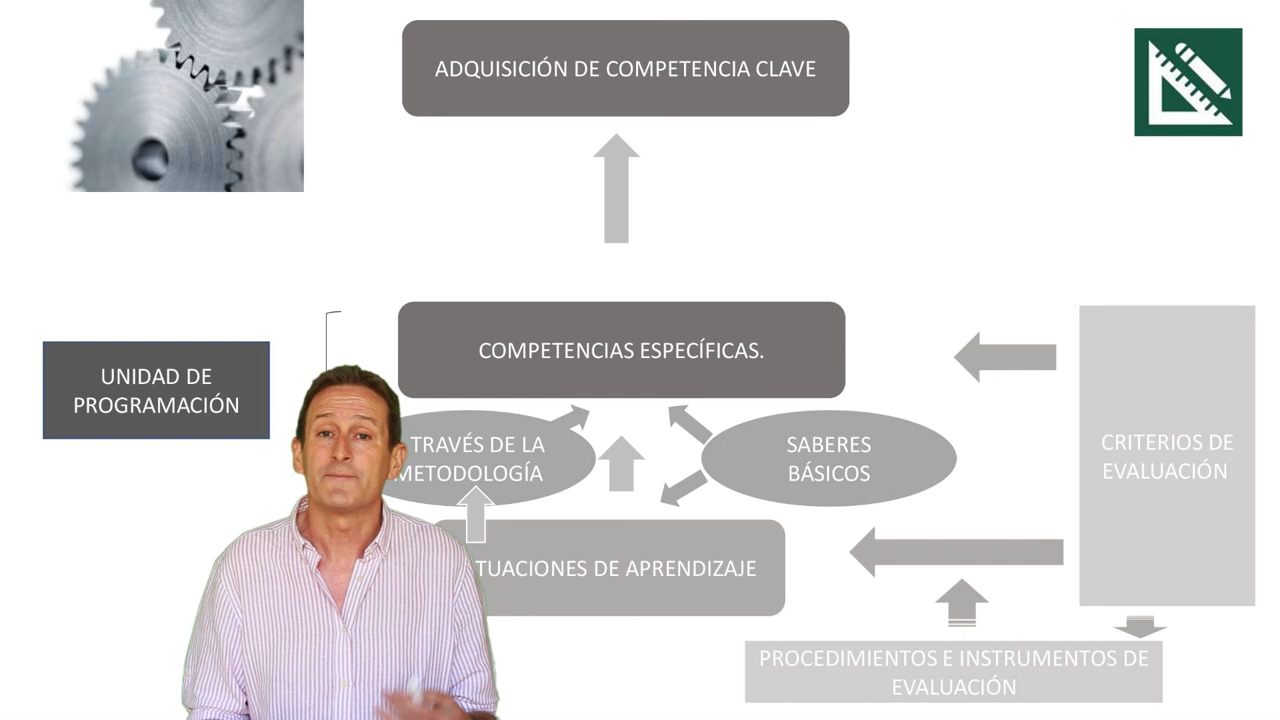 ADQUISICIÓN DE COMPETENCIA CLAVE
UNIDAD DE
PROGRAMACIÓN
COMPETENCIAS ESPECÍFICAS.
TRAVÉS DE LA
METODOLOGÍA
SABERES
BÁSICOS
CRITERIOS DE
EVALUACIÓN
TUACIONES DE APRENDIZAJE
PROCEDIMIENTOS E INSTRUMENTOS DE
EVALUACIÓN